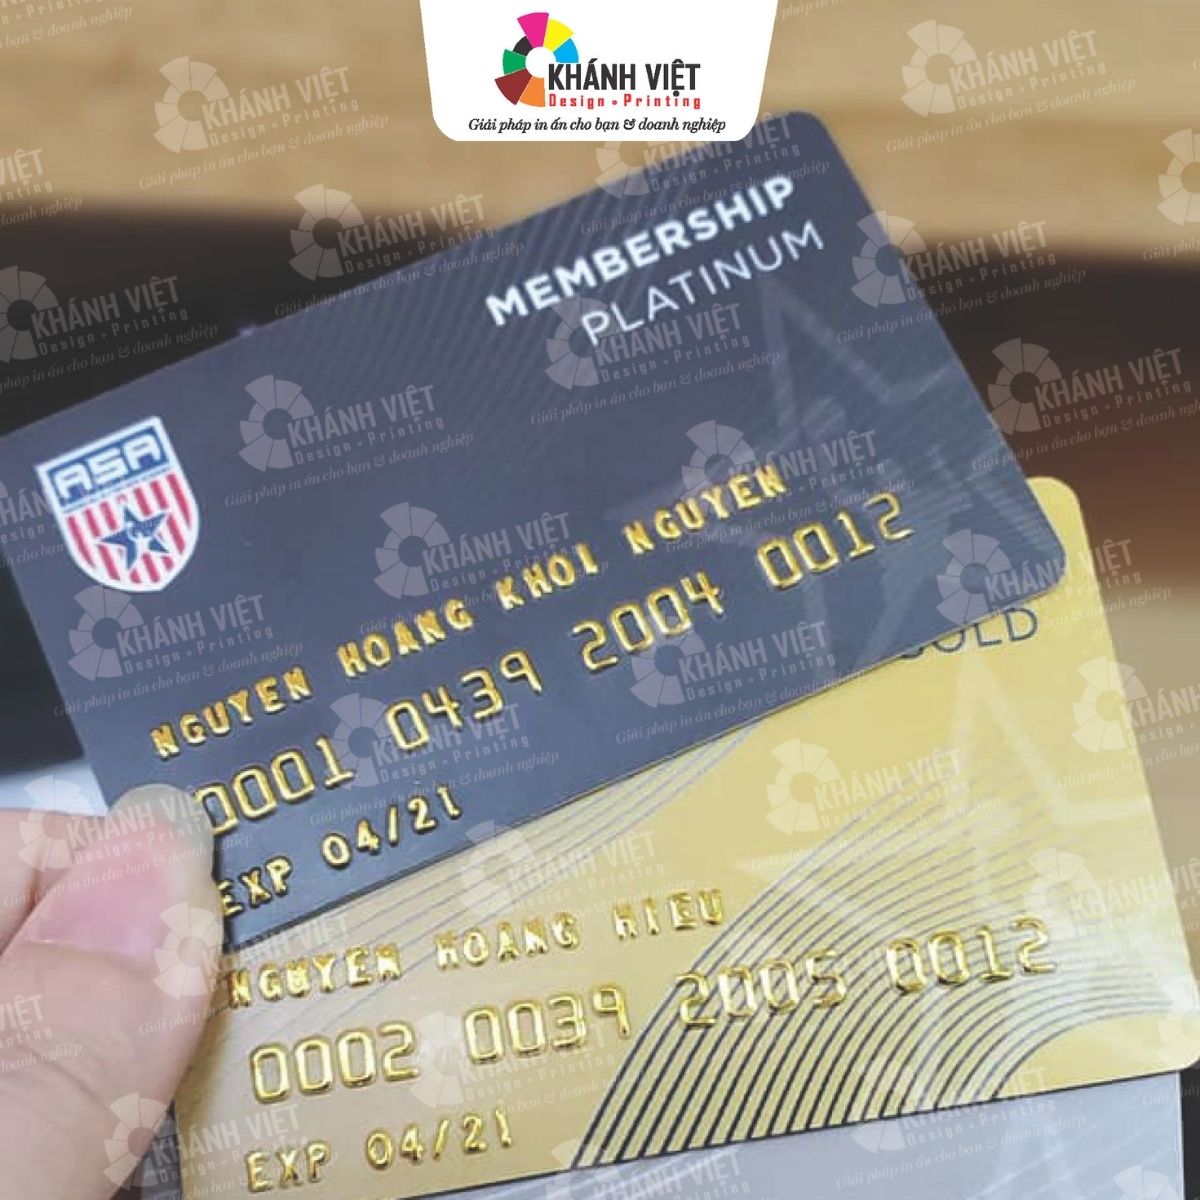 KHÁNH VIỆT
Design • Printing
Giải pháp in ấn cho bạn & doanh nghiệp
MEMBERSHIP
PLATINUM
ASA
NGUYEN HOANG KHOI NGUYEN
0001 0439 2004 0012
EXP 04/21
NGUYEN HOANG HIEU
0002 0039 2005 0012
EXP 04/21